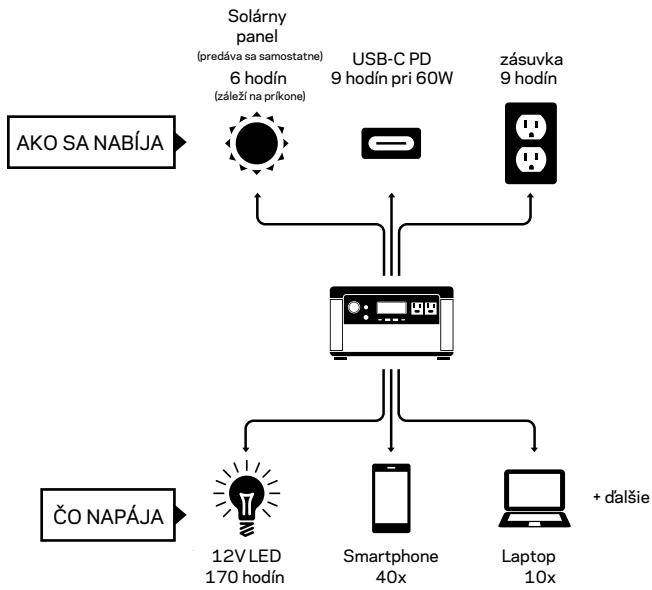 Solárny
panel
(predáva sa samostatne)
6 hodín
(záleží na príkone)
USB-C PD
9 hodín pri 60W
zásuvka
9 hodín
AKO SA NABÍJA
ČO NAPÁJA
12V LED
170 hodín
Smartphone
40x
Laptop
10x
+ ďalšie